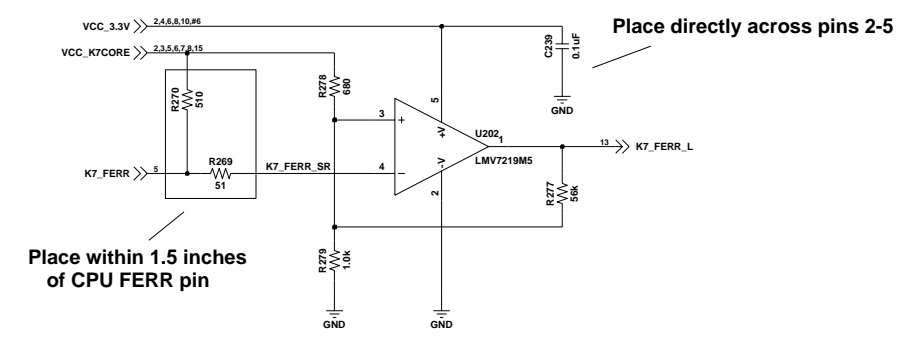 VCC_3.3V 2,4,6,8,10,#6
Place directly across pins 2-5
VCC_K7CORE 2,3,5,6,7,8,15
C239
0.1uF
R270
510
R278
680
GND
5
3
+
+V
U202
1
LMV7219M5
13 K7_FERR_L
K7_FERR 5
R269
51
K7_FERR_SR
4
-
-V
2
R277
56k
Place within 1.5 inches
of CPU FERR pin
R279
1.0k
GND
GND